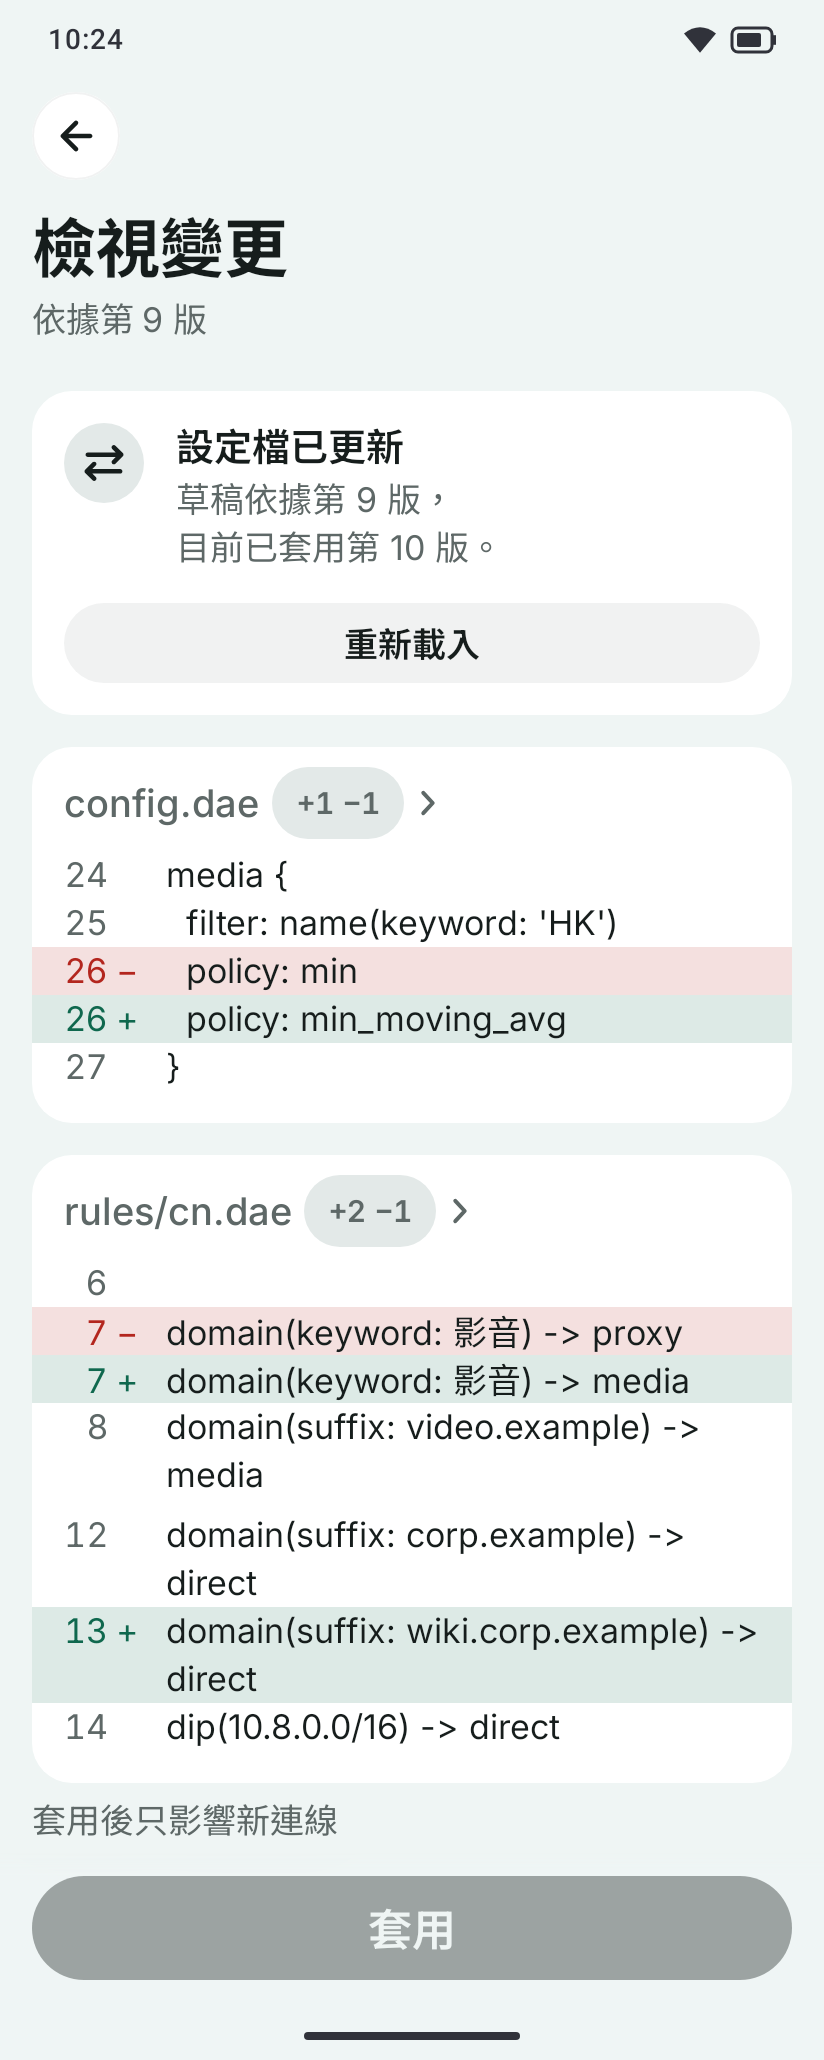 10:24
檢視變更
依據第 9 版
設定檔已更新
草稿依據第 9 版，
目前已套用第 10 版。
重新載入
config.dae +1 −1
24 media {
25 filter: name(keyword: 'HK')
26 − policy: min
26 + policy: min_moving_avg
27 }
rules/cn.dae +2 −1
6
7 − domain(keyword: 影音) -> proxy
7 + domain(keyword: 影音) -> media
8 domain(suffix: video.example) ->
media
12 domain(suffix: corp.example) ->
direct
13 + domain(suffix: wiki.corp.example) ->
direct
14 dip(10.8.0.0/16) -> direct
套用後只影響新連線
套用